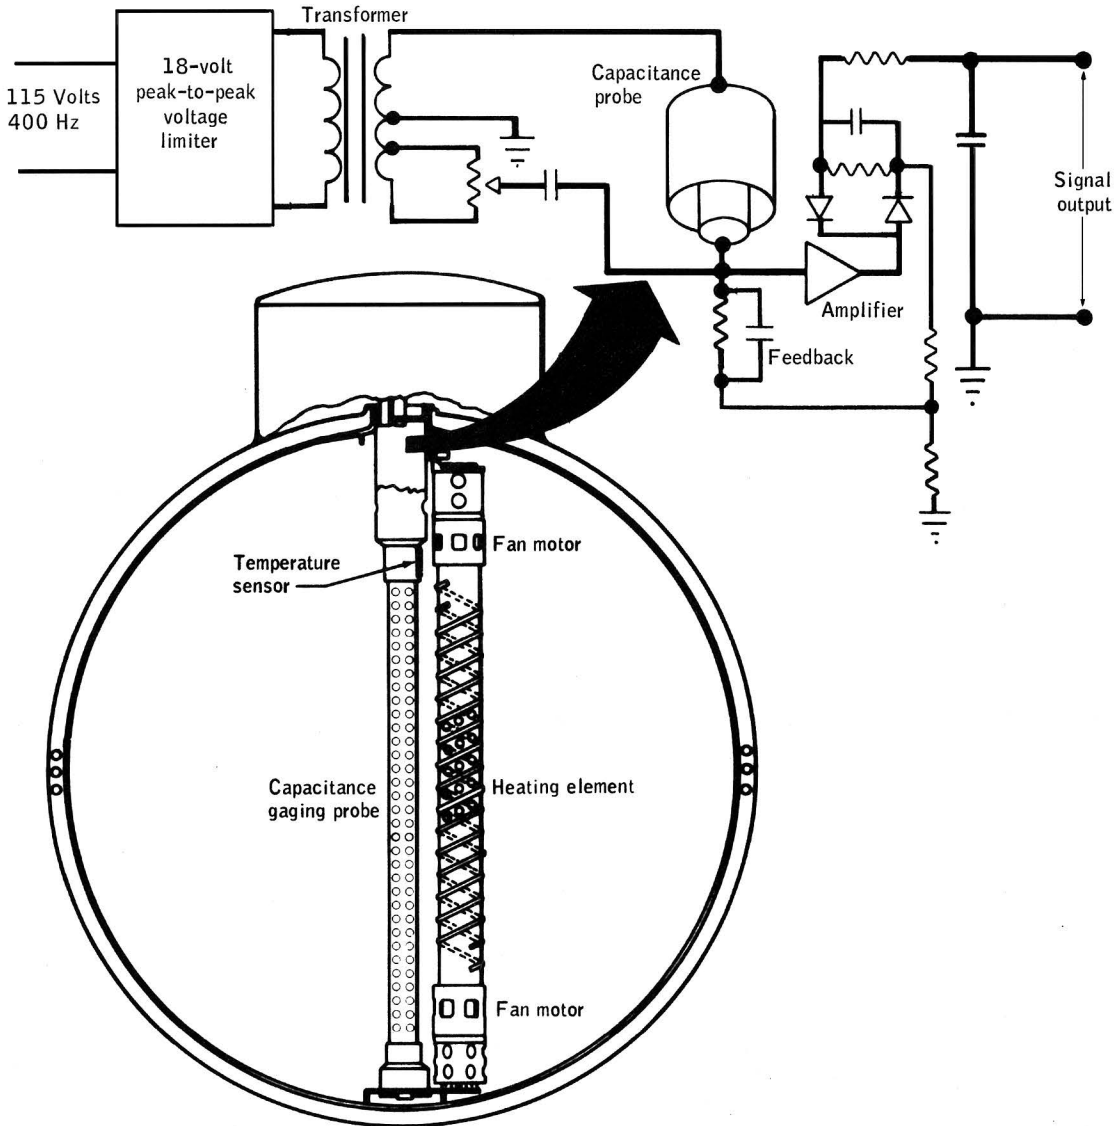 Transformer
18-volt
peak-to-peak
voltage
limiter
115 Volts
400 Hz
Capacitance
probe
Signal
output
Amplifier
Feedback
Fan motor
Temperature
sensor
Capacitance
gaging probe
Heating element
Fan motor